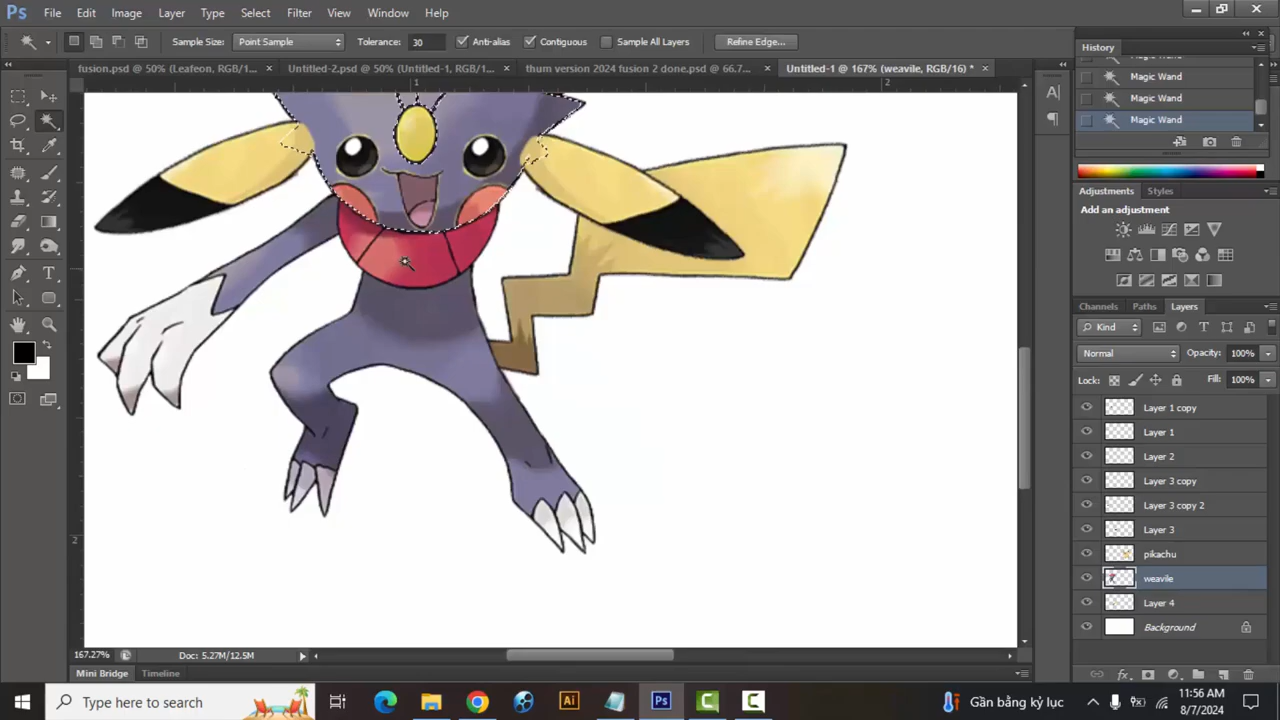 Ps File Edit Image Layer Type Select Filter View Window Help
Sample Size: Point Sample Tolerance: 30 Anti-alias Contiguous Sample All Layers Refine Edge...
fusion.psd @ 50% (Leafeon, RGB/1... × Untitled-2.psd @ 50% (Untitled-1, RGB/1... × thum version 2024 fusion 2 done.psd @ 66.7... × Untitled-1 @ 167% (weavile, RGB/16) * ×
1 2
2
History
Magic Wand
Magic Wand
Magic Wand
Adjustments Styles
Add an adjustment
Channels Paths Layers
Kind
Normal Opacity: 100%
Lock: Fill: 100%
Layer 1 copy
Layer 1
Layer 2
Layer 3 copy
Layer 3 copy 2
Layer 3
pikachu
weavile
Layer 4
Background
167.27% Doc: 5.27M/12.5M
Mini Bridge Timeline
Type here to search
Ai Ps
Gần bằng kỷ lục
11:56 AM
8/7/2024